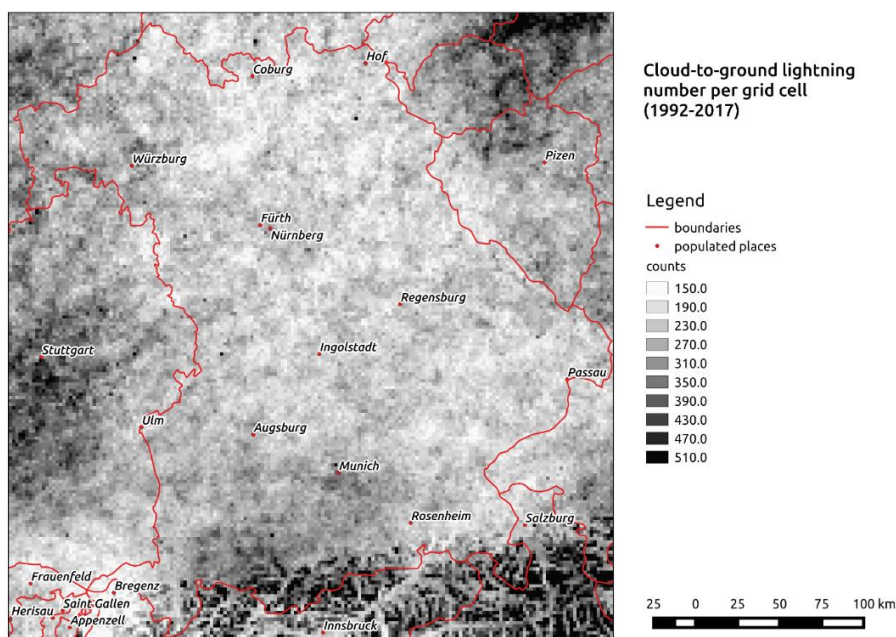 Cloud-to-ground lightning
number per grid cell
(1992-2017)
Hof
Coburg
Würzburg
Pizen
Fürth
Nürnberg
Regensburg
Stuttgart
Ingolstadt
Passau
Ulm
Augsburg
Munich
Rosenheim
Salzburg
Frauenfeld
Bregenz
Herisau
Saint Gallen
Appenzell
Innsbruck
Legend
boundaries
populated places
counts
150.0
190.0
230.0
270.0
310.0
350.0
390.0
430.0
470.0
510.0
25 0 25 50 75 100 km